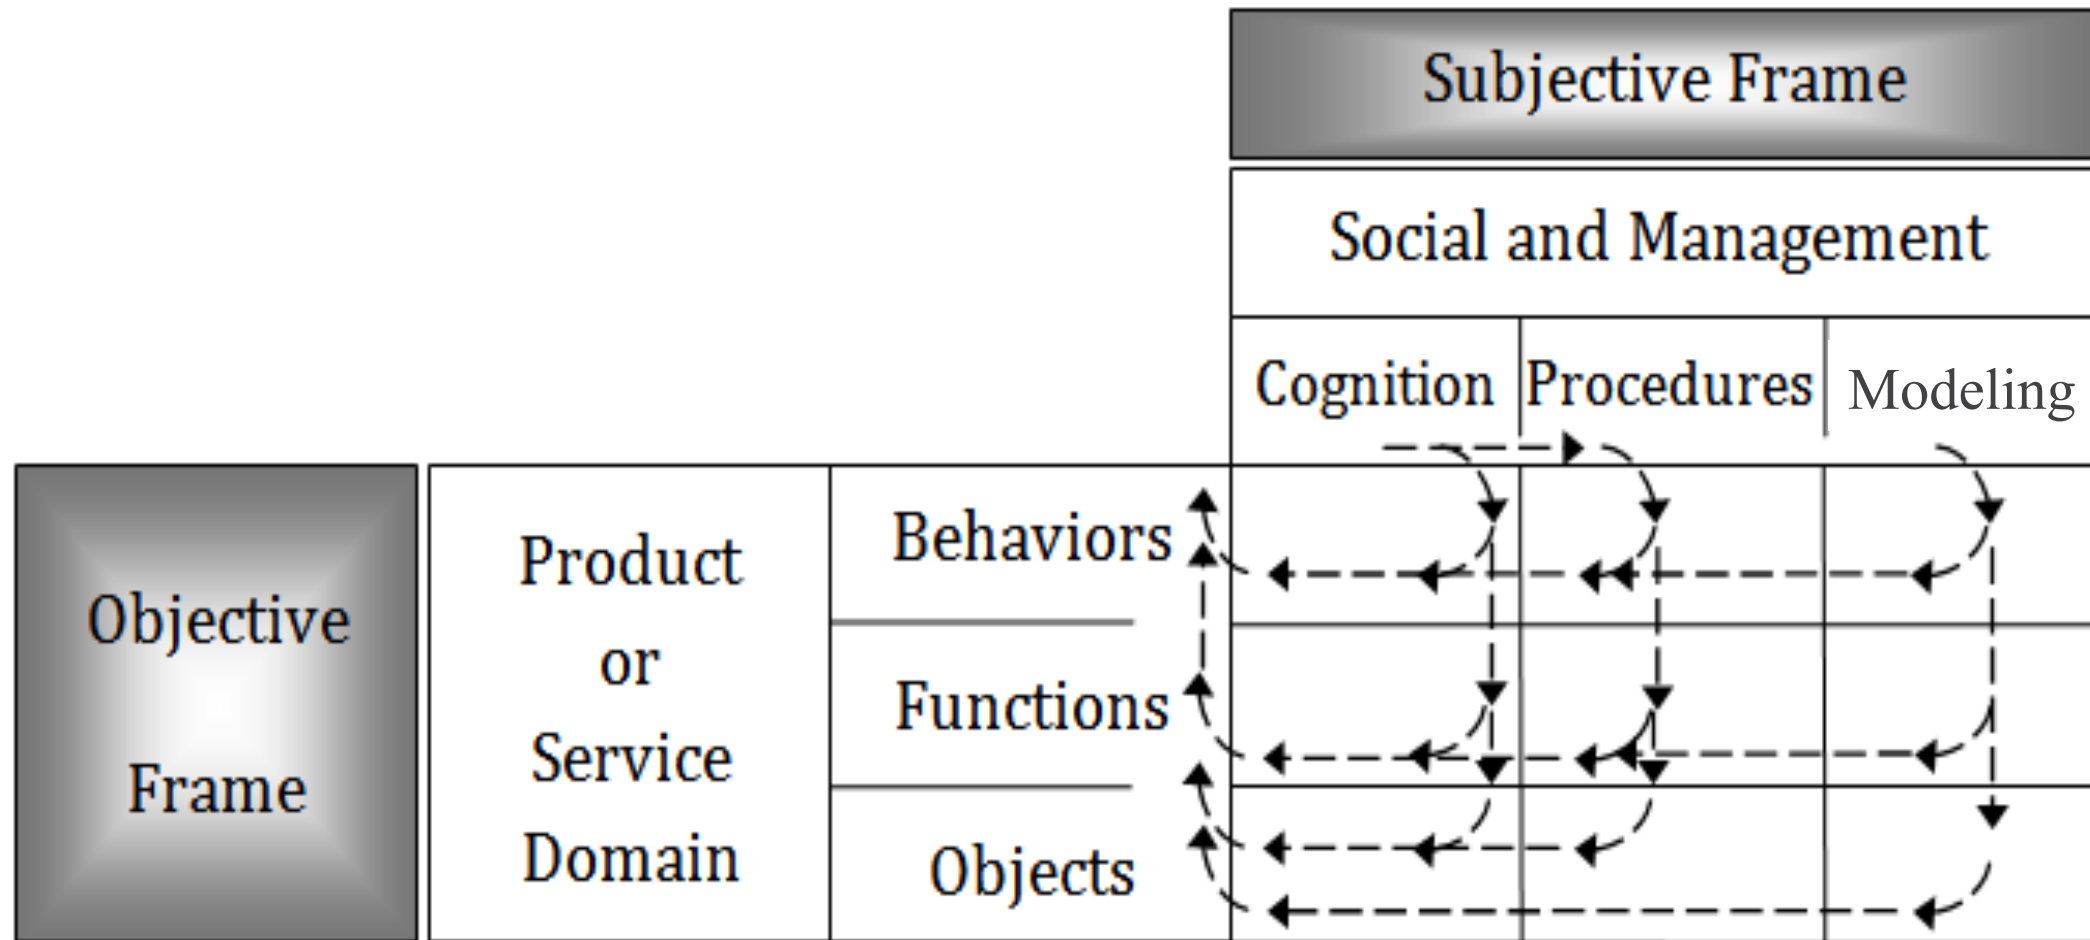 Subjective Frame
Social and Management
Cognition
Procedures
Modeling
Objective
Frame
Product
or
Service
Domain
Behaviors
Functions
Objects